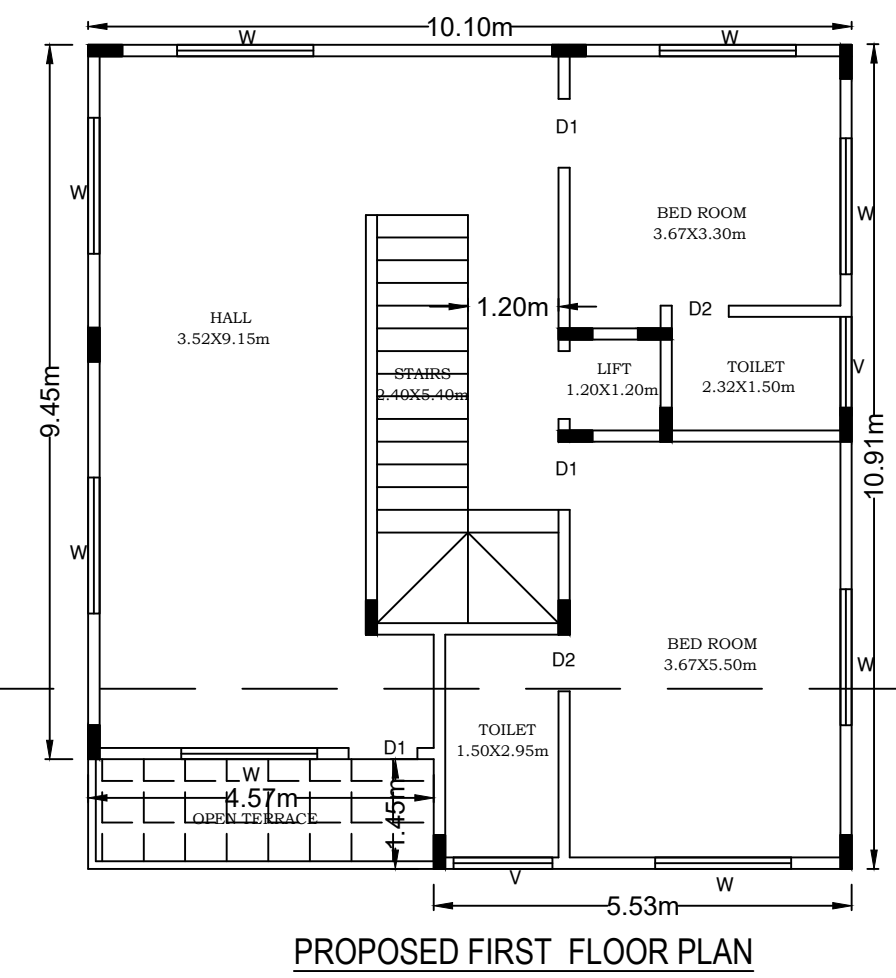 10.10m
W
W
D1
W
BED ROOM
3.67X3.30m
W
1.20m
D2
HALL
3.52X9.15m
STAIRS
2.40X5.40m
LIFT
1.20X1.20m
TOILET
2.32X1.50m
V
9.45m
10.91m
D1
W
BED ROOM
3.67X5.50m
W
D2
TOILET
1.50X2.95m
D1
W
4.57m
1.45m
OPEN TERRACE
V
W
5.53m
PROPOSED FIRST FLOOR PLAN